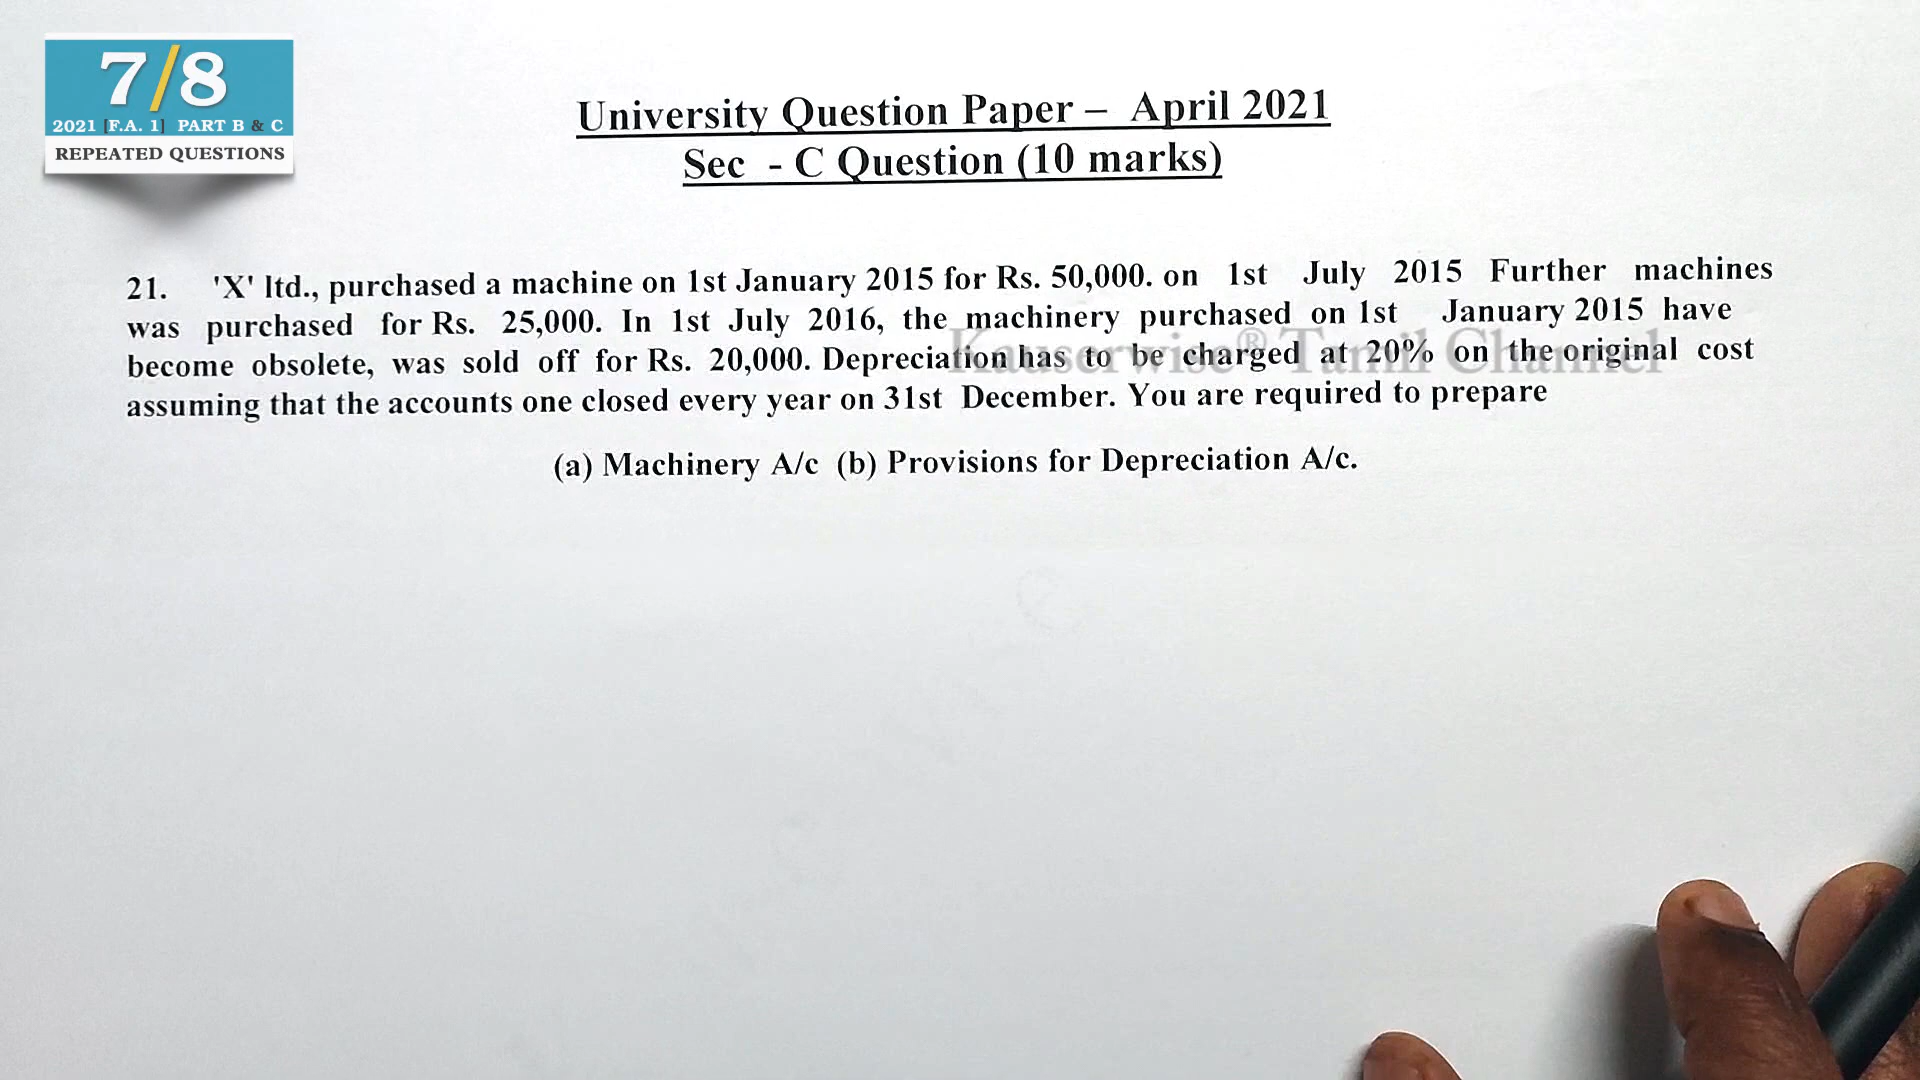 7/8
2021 [F.A. 1] PART B & C
REPEATED QUESTIONS
University Question Paper – April 2021
Sec - C Question (10 marks)
21. 'X' ltd., purchased a machine on 1st January 2015 for Rs. 50,000. on 1st July 2015 Further machines
was purchased for Rs. 25,000. In 1st July 2016, the machinery purchased on 1st January 2015 have
become obsolete, was sold off for Rs. 20,000. Depreciation has to be charged at 20% on the original cost
Kauserwise® Tamil Channel
assuming that the accounts one closed every year on 31st December. You are required to prepare
(a) Machinery A/c (b) Provisions for Depreciation A/c.